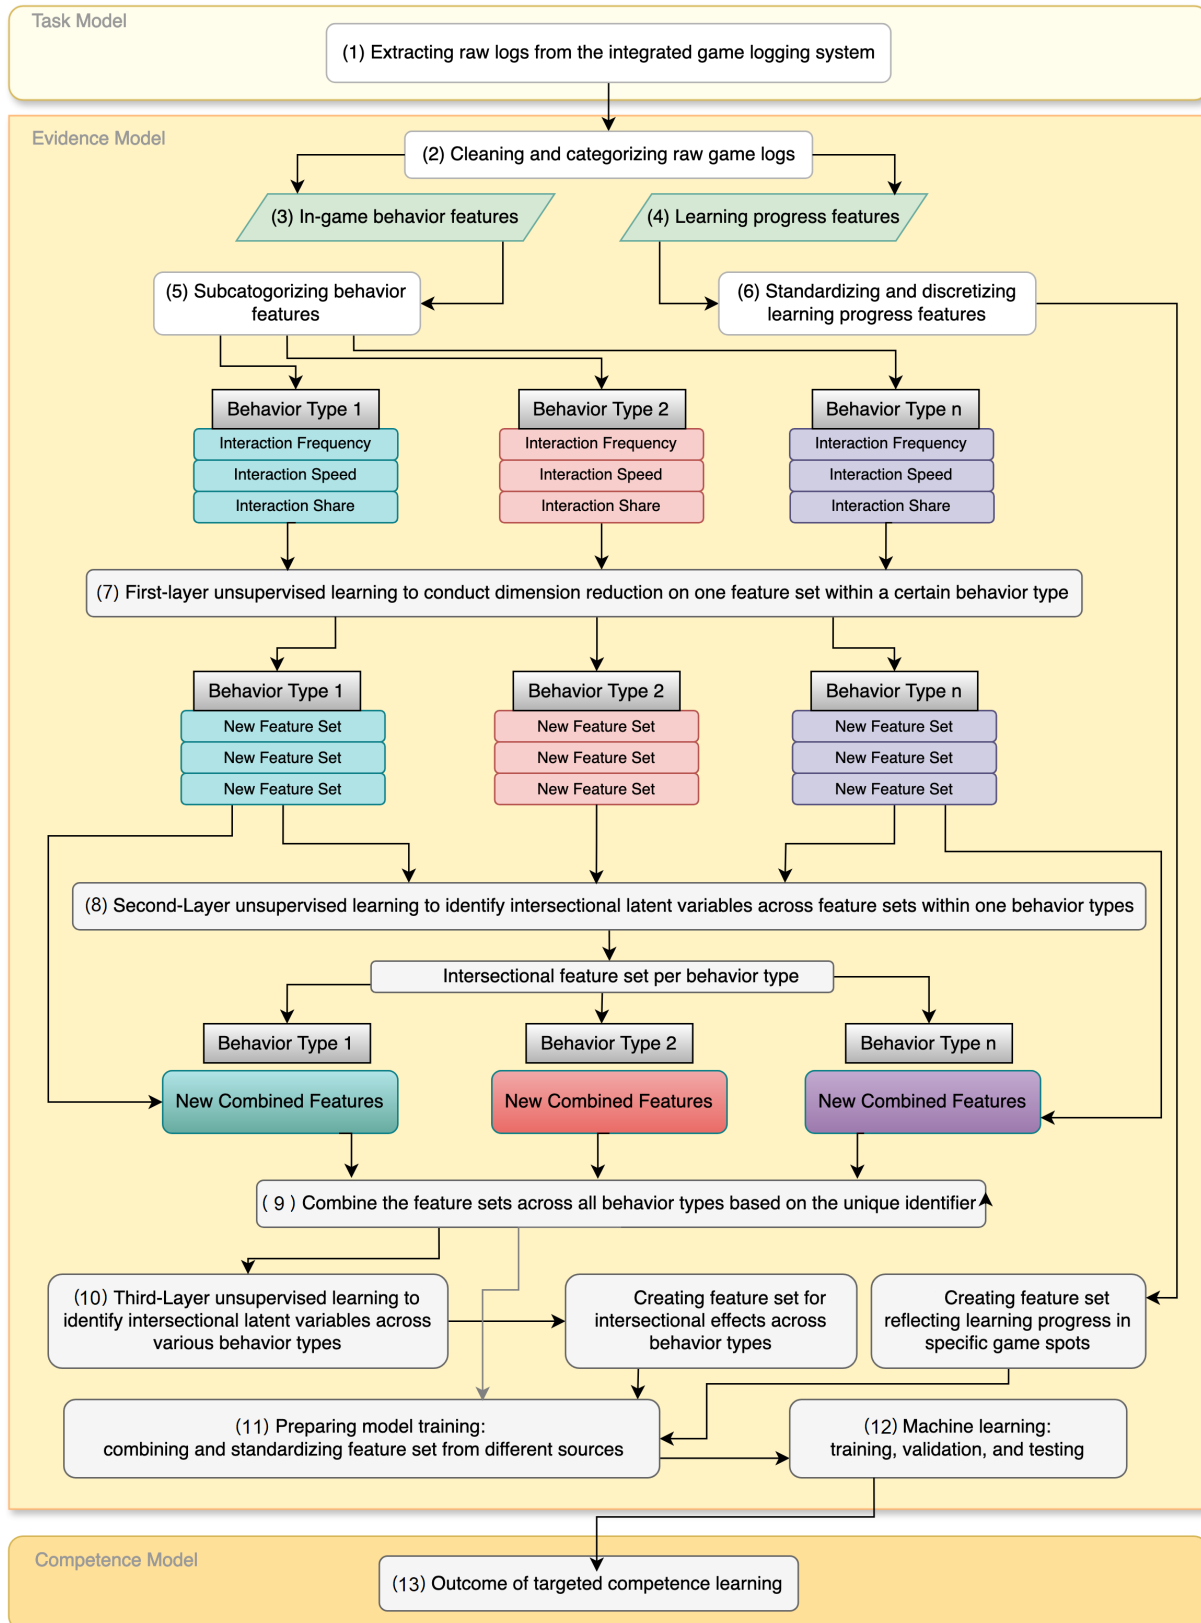 Task Model
(1) Extracting raw logs from the integrated game logging system
Evidence Model
(2) Cleaning and categorizing raw game logs
(3) In-game behavior features
(4) Learning progress features
(5) Subcatogorizing behavior
features
(6) Standardizing and discretizing
learning progress features
Behavior Type 1
Interaction Frequency
Interaction Speed
Interaction Share
Behavior Type 2
Interaction Frequency
Interaction Speed
Interaction Share
Behavior Type n
Interaction Frequency
Interaction Speed
Interaction Share
(7) First-layer unsupervised learning to conduct dimension reduction on one feature set within a certain behavior type
Behavior Type 1
New Feature Set
New Feature Set
New Feature Set
Behavior Type 2
New Feature Set
New Feature Set
New Feature Set
Behavior Type n
New Feature Set
New Feature Set
New Feature Set
(8) Second-Layer unsupervised learning to identify intersectional latent variables across feature sets within one behavior types
Intersectional feature set per behavior type
Behavior Type 1
New Combined Features
Behavior Type 2
New Combined Features
Behavior Type n
New Combined Features
( 9 ) Combine the feature sets across all behavior types based on the unique identifier
(10) Third-Layer unsupervised learning to
identify intersectional latent variables across
various behavior types
Creating feature set for
intersectional effects across
behavior types
Creating feature set
reflecting learning progress in
specific game spots
(11) Preparing model training:
combining and standardizing feature set from different sources
(12) Machine learning:
training, validation, and testing
Competence Model
(13) Outcome of targeted competence learning